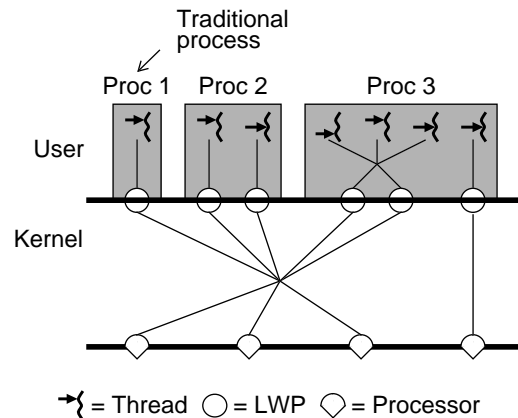 Traditional
process
Proc 1 Proc 2 Proc 3
User
Kernel
= Thread = LWP = Processor